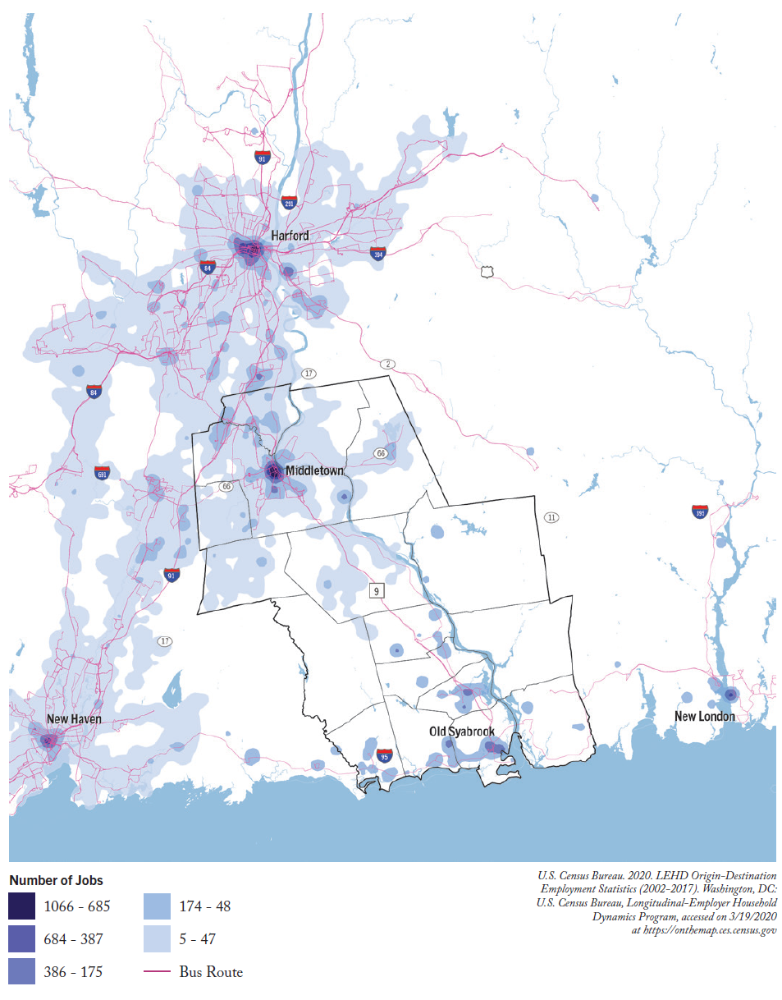 91
291
Harford
394
84
17
2
84
66
691
Middletown
66
395
11
91
9
17
New Haven
New London
Old Syabrook
95
Number of Jobs
1066 - 685
684 - 387
386 - 175
174 - 48
5 - 47
Bus Route
U.S. Census Bureau. 2020. LEHD Origin-Destination
Employment Statistics (2002-2017). Washington, DC:
U.S. Census Bureau, Longitudinal-Employer Household
Dynamics Program, accessed on 3/19/2020
at https://onthemap.ces.census.gov